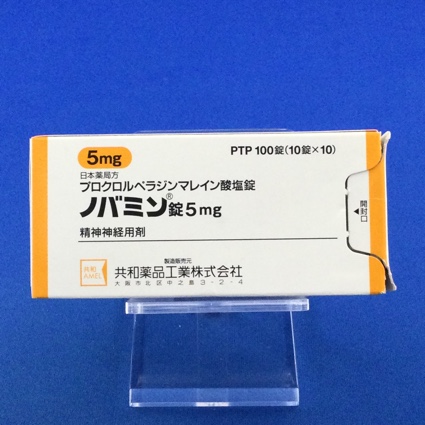 5mg
PTP 100錠(10錠×10)
日本薬局方
プロクロルペラジンマレイン酸塩錠
ノバミン®錠5mg
精神神経用剤
開封口
製造販売元
共和
AMEL
共和薬品工業株式会社
大阪市北区中之島3-2-4